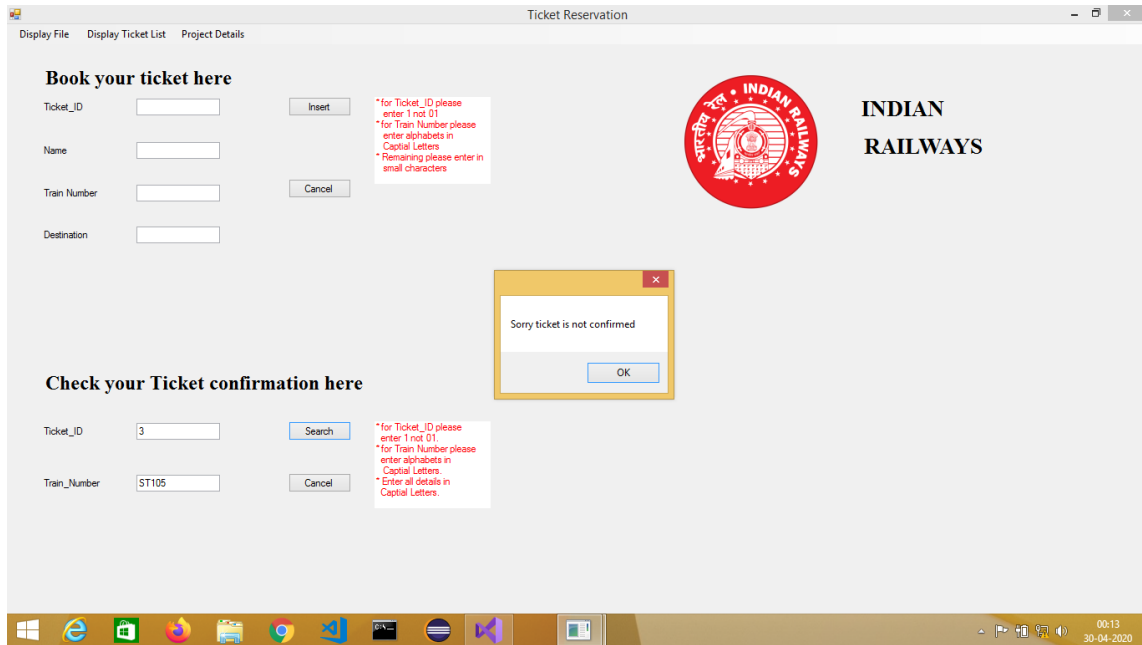 Ticket Reservation
Display File Display Ticket List Project Details
Book your ticket here
Ticket_ID
Insert
* for Ticket_ID please
enter 1 not 01
* for Train Number please
enter alphabets in
Captial Letters
* Remaining please enter in
small characters
Name
Train Number
Cancel
Destination
भारतीय रेल • INDIAN RAILWAYS
INDIAN
RAILWAYS
Sorry ticket is not confirmed
OK
Check your Ticket confirmation here
Ticket_ID
3
Search
* for Ticket_ID please
enter 1 not 01.
* for Train Number please
enter alphabets in
Captial Letters.
* Enter all details in
Captial Letters.
Train_Number
ST105
Cancel
00:13
30-04-2020